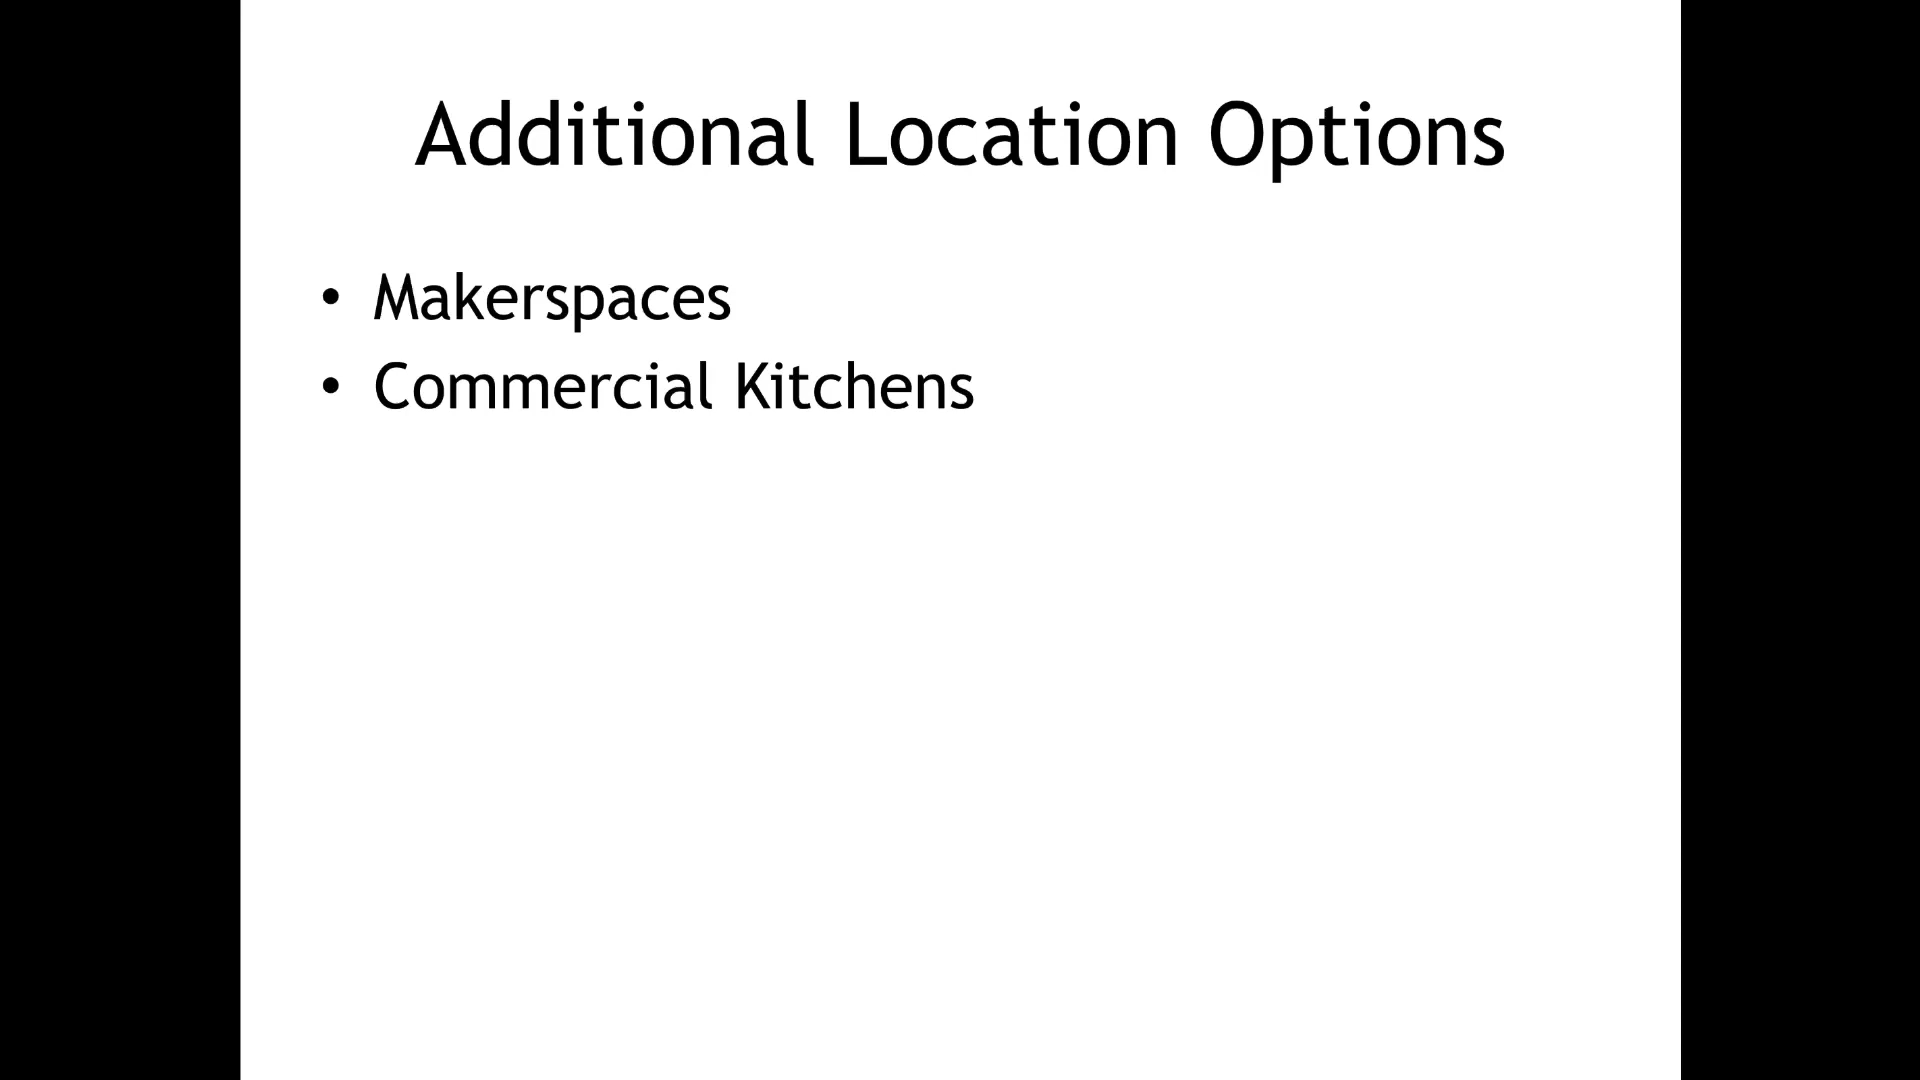 Additional Location Options
• Makerspaces
• Commercial Kitchens